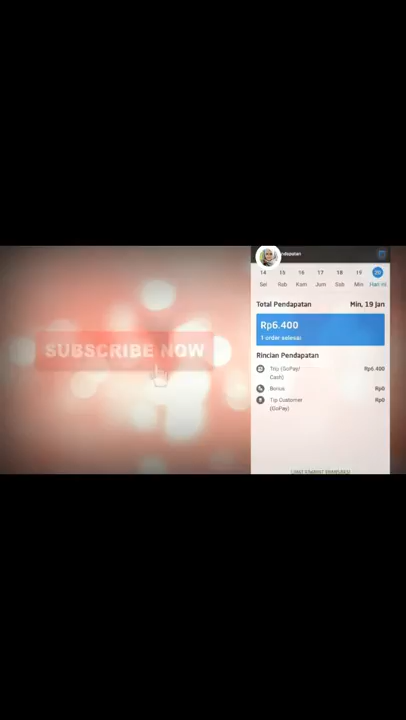 SUBSCRIBE NOW
ndapatan
14 15 16 17 18 19 20
Sel Rab Kam Jum Sab Min Hari ini
Total Pendapatan Min, 19 Jan
Rp6.400
1 order selesai
Rincian Pendapatan
Trip (GoPay/ Rp6.400
Cash)
Bonus Rp0
Tip Customer Rp0
(GoPay)